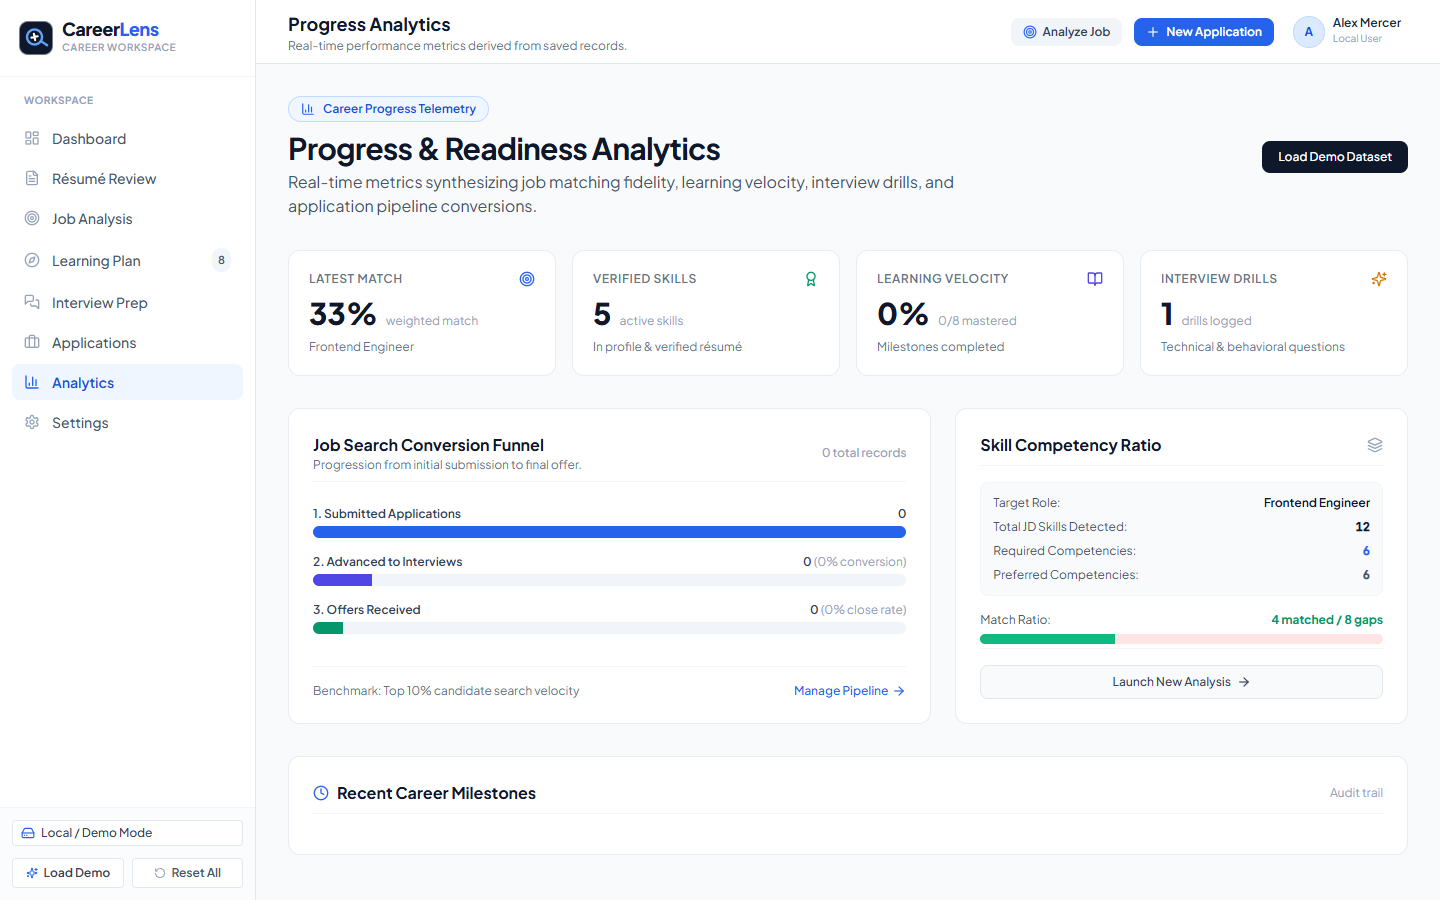 CareerLens
CAREER WORKSPACE
WORKSPACE
Dashboard
Résumé Review
Job Analysis
Learning Plan
8
Interview Prep
Applications
Analytics
Settings
Local / Demo Mode
Load Demo
Reset All
Progress Analytics
Real-time performance metrics derived from saved records.
Analyze Job
New Application
A
Alex Mercer
Local User
Career Progress Telemetry
Progress & Readiness Analytics
Real-time metrics synthesizing job matching fidelity, learning velocity, interview drills, and
application pipeline conversions.
Load Demo Dataset
LATEST MATCH
33% weighted match
Frontend Engineer
VERIFIED SKILLS
5 active skills
In profile & verified résumé
LEARNING VELOCITY
0% 0/8 mastered
Milestones completed
INTERVIEW DRILLS
1 drills logged
Technical & behavioral questions
Job Search Conversion Funnel
Progression from initial submission to final offer.
0 total records
1. Submitted Applications 0
2. Advanced to Interviews 0 (0% conversion)
3. Offers Received 0 (0% close rate)
Benchmark: Top 10% candidate search velocity
Manage Pipeline
Skill Competency Ratio
Target Role: Frontend Engineer
Total JD Skills Detected: 12
Required Competencies: 6
Preferred Competencies: 6
Match Ratio: 4 matched / 8 gaps
Launch New Analysis
Recent Career Milestones
Audit trail